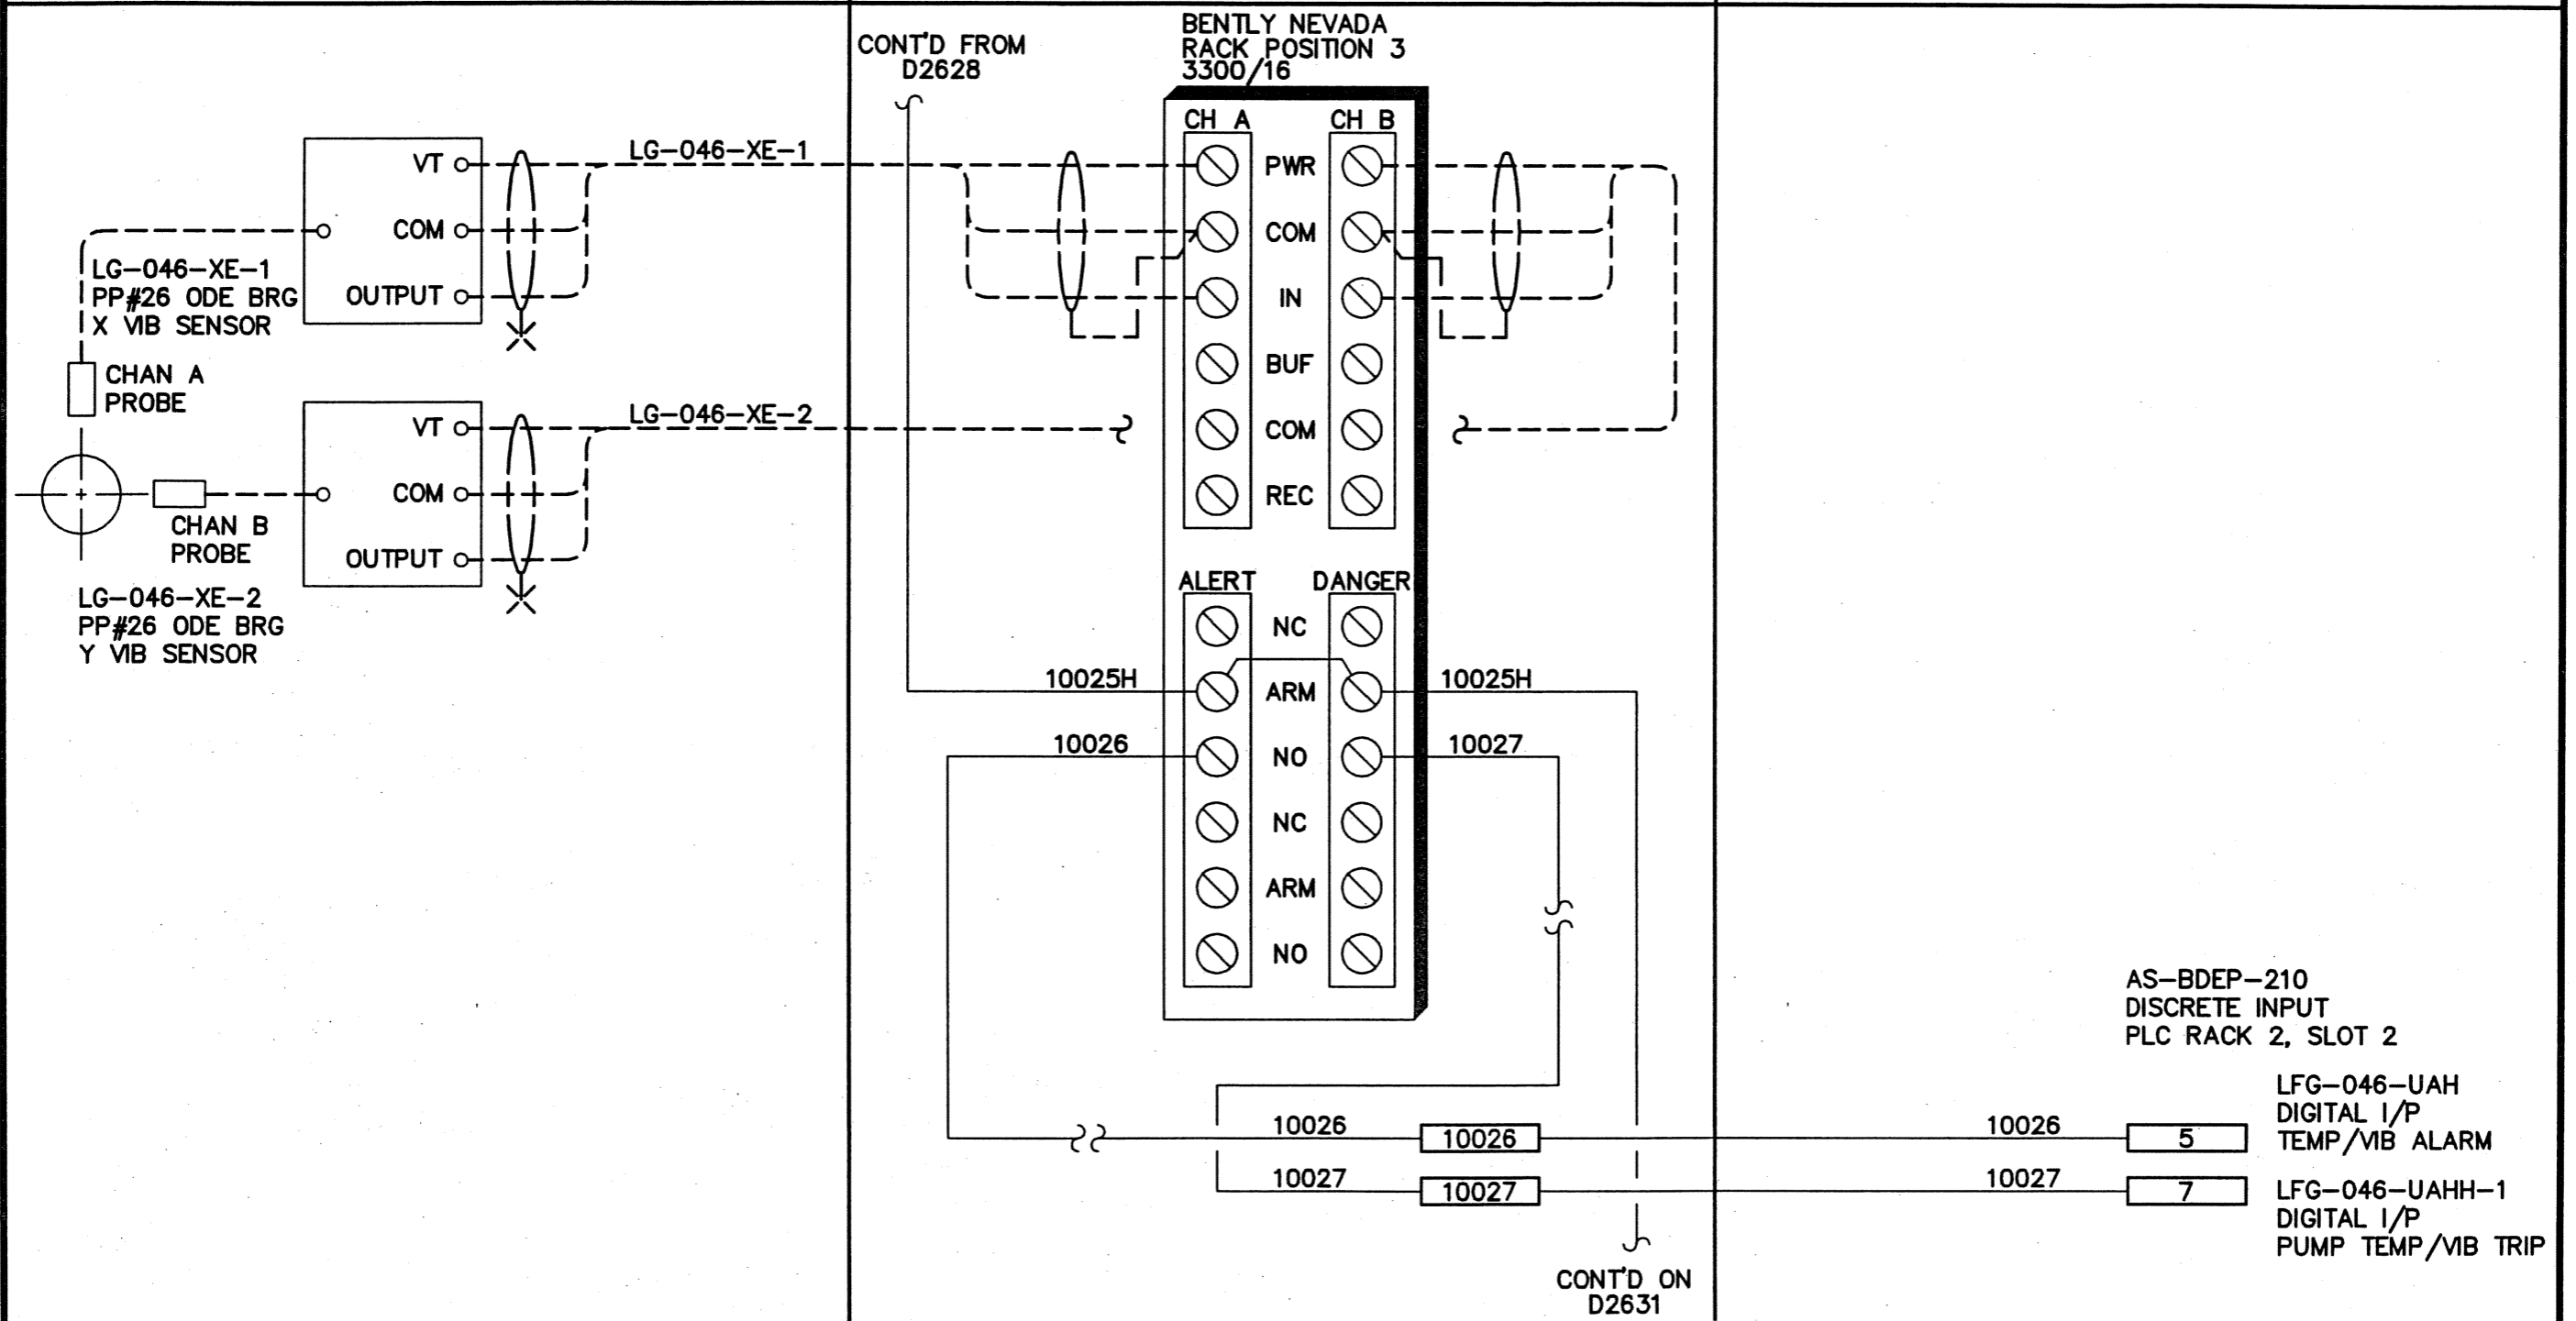 CONT'D FROM
D2628
BENTLY NEVADA
RACK POSITION 3
3300/16
CH A
CH B
VT
COM
OUTPUT
LG-046-XE-1
LG-046-XE-1
PP#26 ODE BRG
X VIB SENSOR
CHAN A
PROBE
VT
COM
OUTPUT
LG-046-XE-2
CHAN B
PROBE
LG-046-XE-2
PP#26 ODE BRG
Y VIB SENSOR
PWR
COM
IN
BUF
COM
REC
ALERT
DANGER
NC
10025H
ARM
10025H
10026
NO
10027
NC
ARM
NO
AS-BDEP-210
DISCRETE INPUT
PLC RACK 2, SLOT 2
10026
10026
10026
5
LFG-046-UAH
DIGITAL I/P
TEMP/VIB ALARM
10027
10027
10027
7
LFG-046-UAHH-1
DIGITAL I/P
PUMP TEMP/VIB TRIP
CONT'D ON
D2631